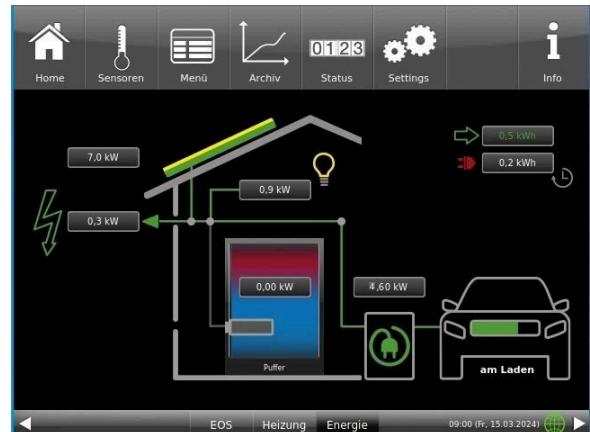 Home
Sensoren
Menü
Archiv
0123
Status
Settings
i
Info
7,0 kW
0,5 kWh
0,2 kWh
0,9 kW
0,3 kW
0,00 kW
4,60 kW
Puffer
am Laden
EOS Heizung Energie 09:00 (Fr, 15.03.2024)